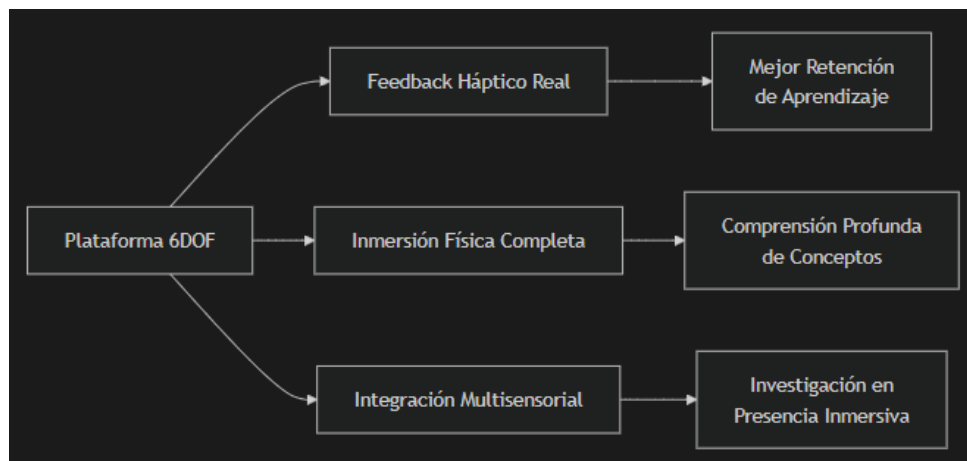 Feedback Háptico Real
Mejor Retención
de Aprendizaje
Plataforma 6DOF
Inmersión Física Completa
Comprensión Profunda
de Conceptos
Integración Multisensorial
Investigación en
Presencia Inmersiva